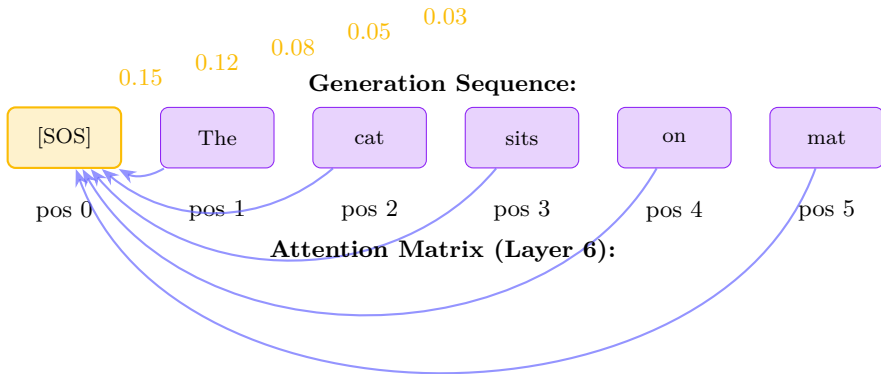 0.03
0.05
0.08
0.12
0.15
Generation Sequence:
[SOS] The cat sits on mat
pos 0 pos 1 pos 2 pos 3 pos 4 pos 5
Attention Matrix (Layer 6):